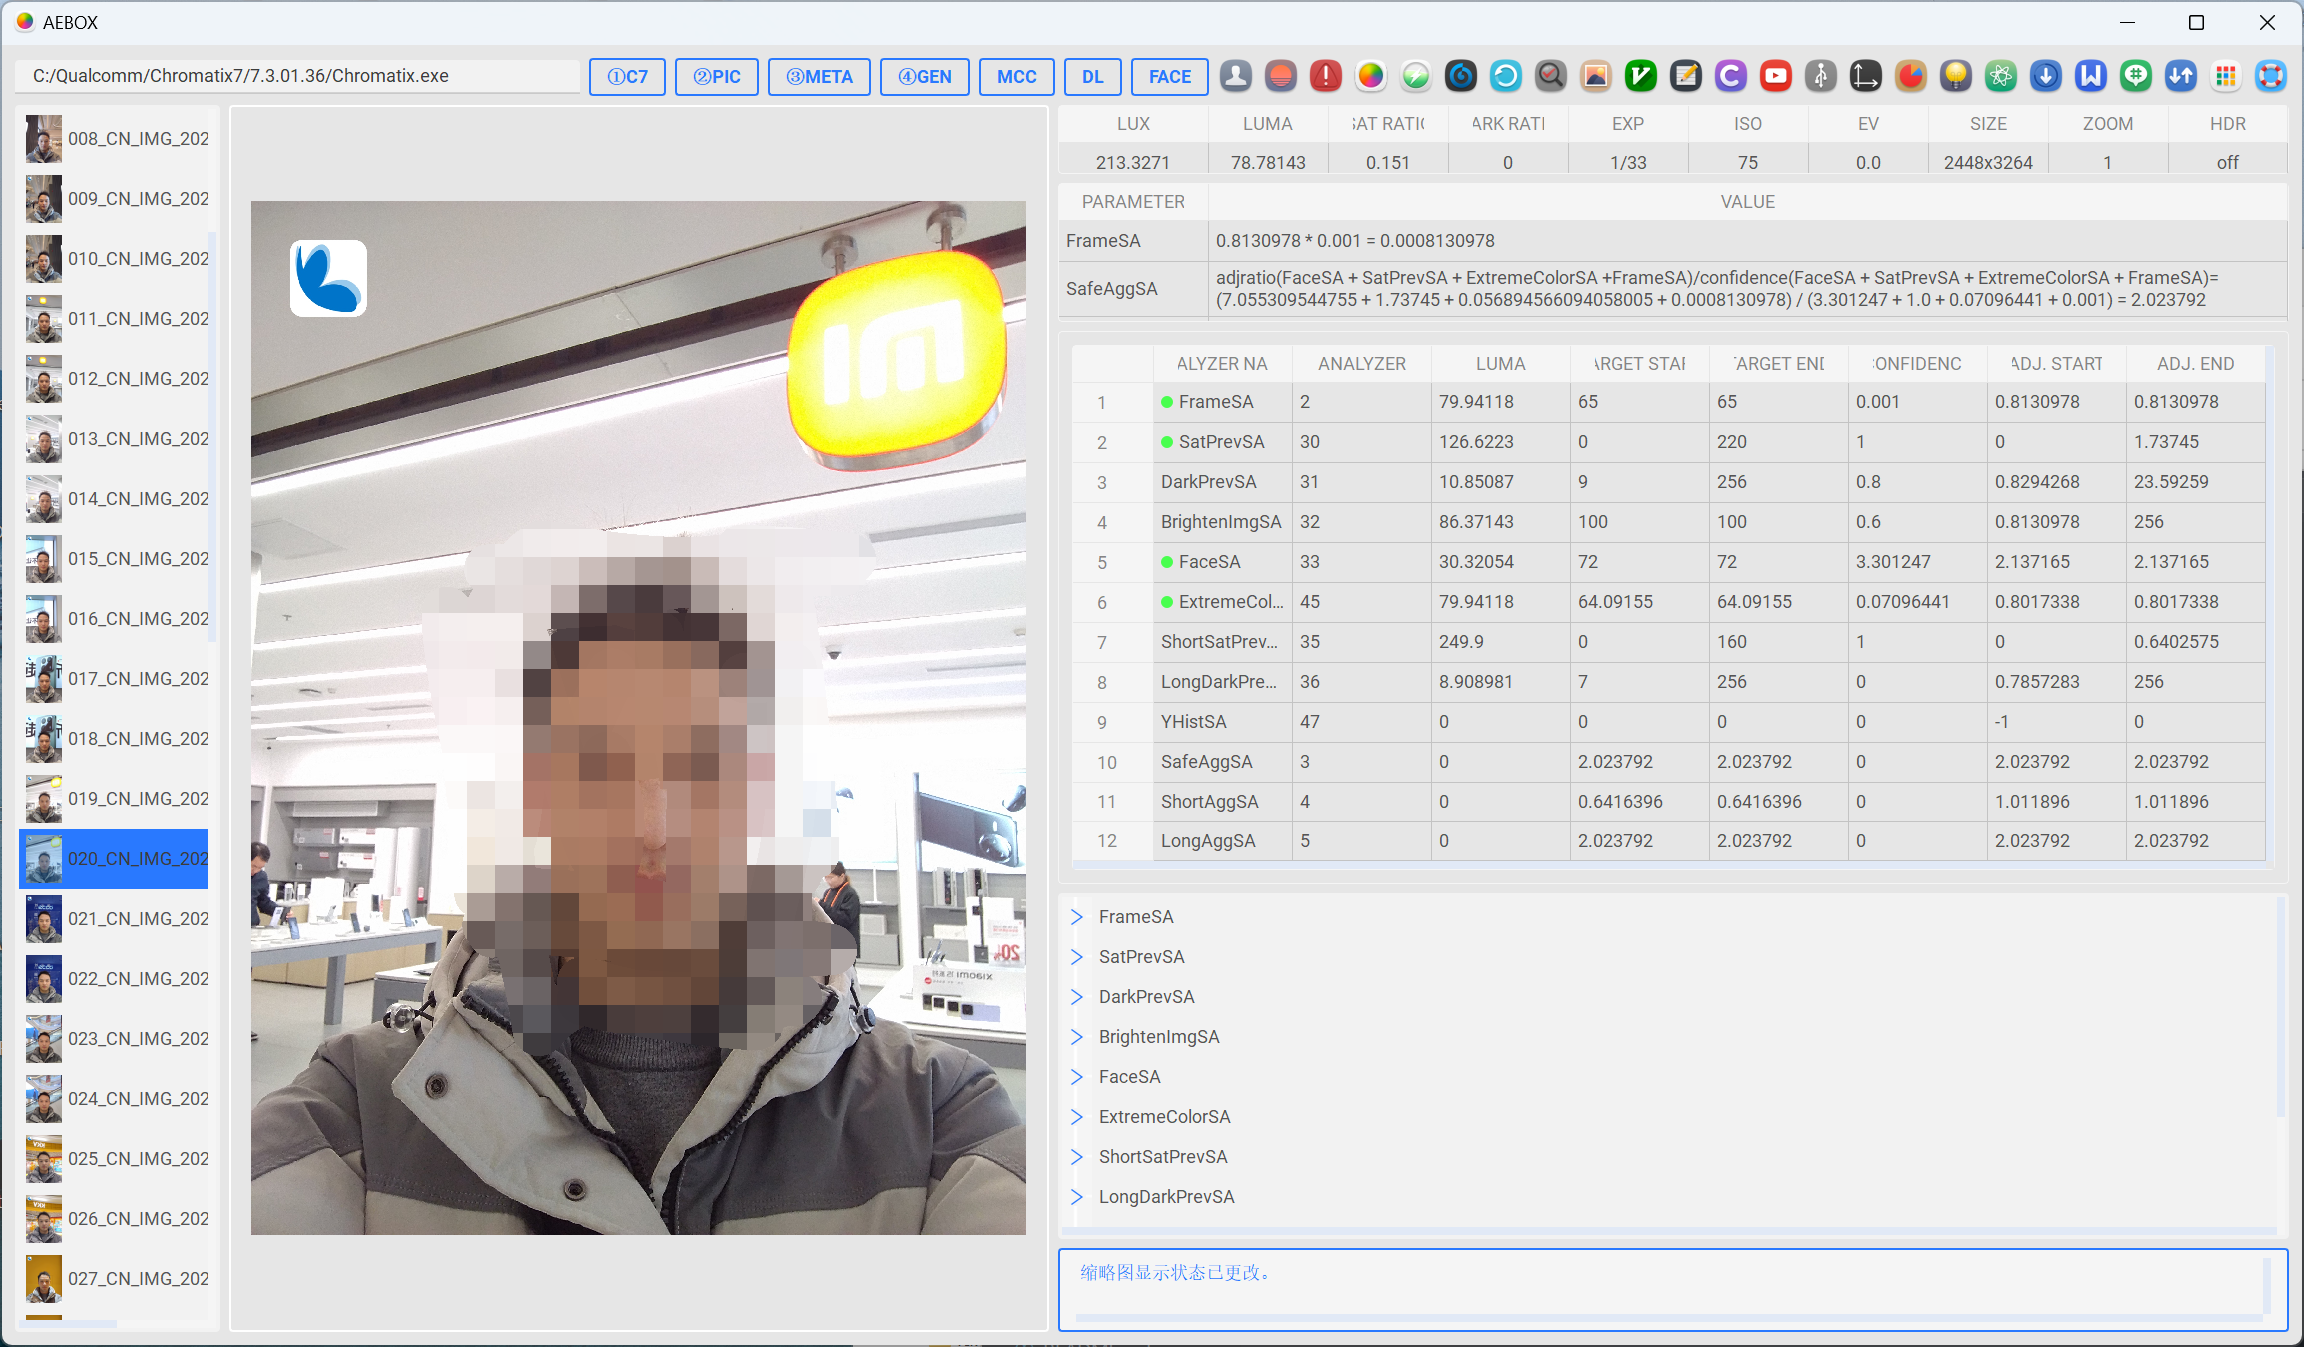 AEBOX
C:/Qualcomm/Chromatix7/7.3.01.36/Chromatix.exe
①C7 ②PIC ③META ④GEN MCC DL FACE
008_CN_IMG_202
009_CN_IMG_202
010_CN_IMG_202
011_CN_IMG_202
012_CN_IMG_202
013_CN_IMG_202
014_CN_IMG_202
015_CN_IMG_202
016_CN_IMG_202
017_CN_IMG_202
018_CN_IMG_202
019_CN_IMG_202
020_CN_IMG_202
021_CN_IMG_202
022_CN_IMG_202
023_CN_IMG_202
024_CN_IMG_202
025_CN_IMG_202
026_CN_IMG_202
027_CN_IMG_202
LUX LUMA SAT RATIO ARK RATI EXP ISO EV SIZE ZOOM HDR
213.3271 78.78143 0.151 0 1/33 75 0.0 2448x3264 1 off
PARAMETER VALUE
FrameSA 0.8130978 * 0.001 = 0.0008130978
SafeAggSA adjratio(FaceSA + SatPrevSA + ExtremeColorSA +FrameSA)/confidence(FaceSA + SatPrevSA + ExtremeColorSA + FrameSA)=
(7.055309544755 + 1.73745 + 0.056894566094058005 + 0.0008130978) / (3.301247 + 1.0 + 0.07096441 + 0.001) = 2.023792
ALYZER NA ANALYZER LUMA ARGET STAR TARGET END CONFIDENC ADJ. START ADJ. END
1 FrameSA 2 79.94118 65 65 0.001 0.8130978 0.8130978
2 SatPrevSA 30 126.6223 0 220 1 0 1.73745
3 DarkPrevSA 31 10.85087 9 256 0.8 0.8294268 23.59259
4 BrightenImgSA 32 86.37143 100 100 0.6 0.8130978 256
5 FaceSA 33 30.32054 72 72 3.301247 2.137165 2.137165
6 ExtremeCol... 45 79.94118 64.09155 64.09155 0.07096441 0.8017338 0.8017338
7 ShortSatPrev... 35 249.9 0 160 1 0 0.6402575
8 LongDarkPre... 36 8.908981 7 256 0 0.7857283 256
9 YHistSA 47 0 0 0 0 -1 0
10 SafeAggSA 3 0 2.023792 2.023792 0 2.023792 2.023792
11 ShortAggSA 4 0 0.6416396 0.6416396 0 1.011896 1.011896
12 LongAggSA 5 0 2.023792 2.023792 0 2.023792 2.023792
FrameSA
SatPrevSA
DarkPrevSA
BrightenImgSA
FaceSA
ExtremeColorSA
ShortSatPrevSA
LongDarkPrevSA
缩略图显示状态已更改。